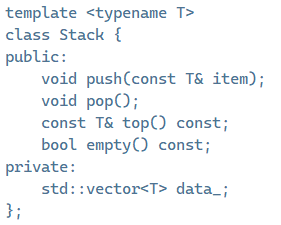 template <typename T>
class Stack {
public:
    void push(const T& item);
    void pop();
    const T& top() const;
    bool empty() const;
private:
    std::vector<T> data_;
};